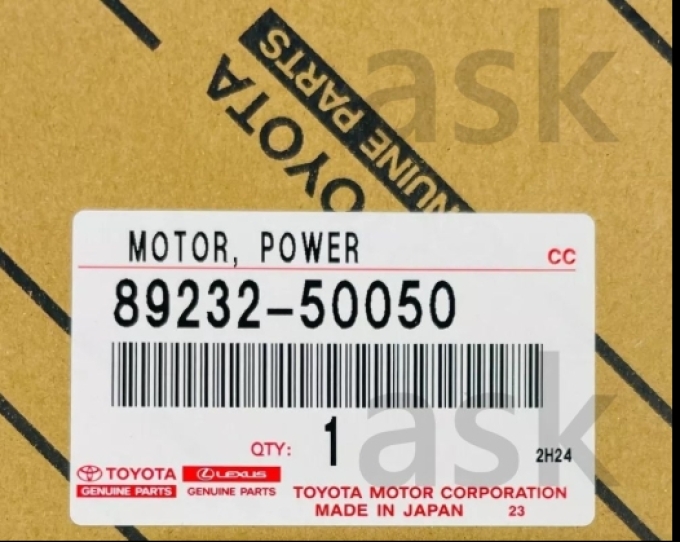 ask
TOYOTA
GENUINE PARTS
MOTOR, POWER
CC
89232-50050
ask
QTY: 1
2H24
TOYOTA LEXUS
GENUINE PARTS GENUINE PARTS
TOYOTA MOTOR CORPORATION
MADE IN JAPAN 23